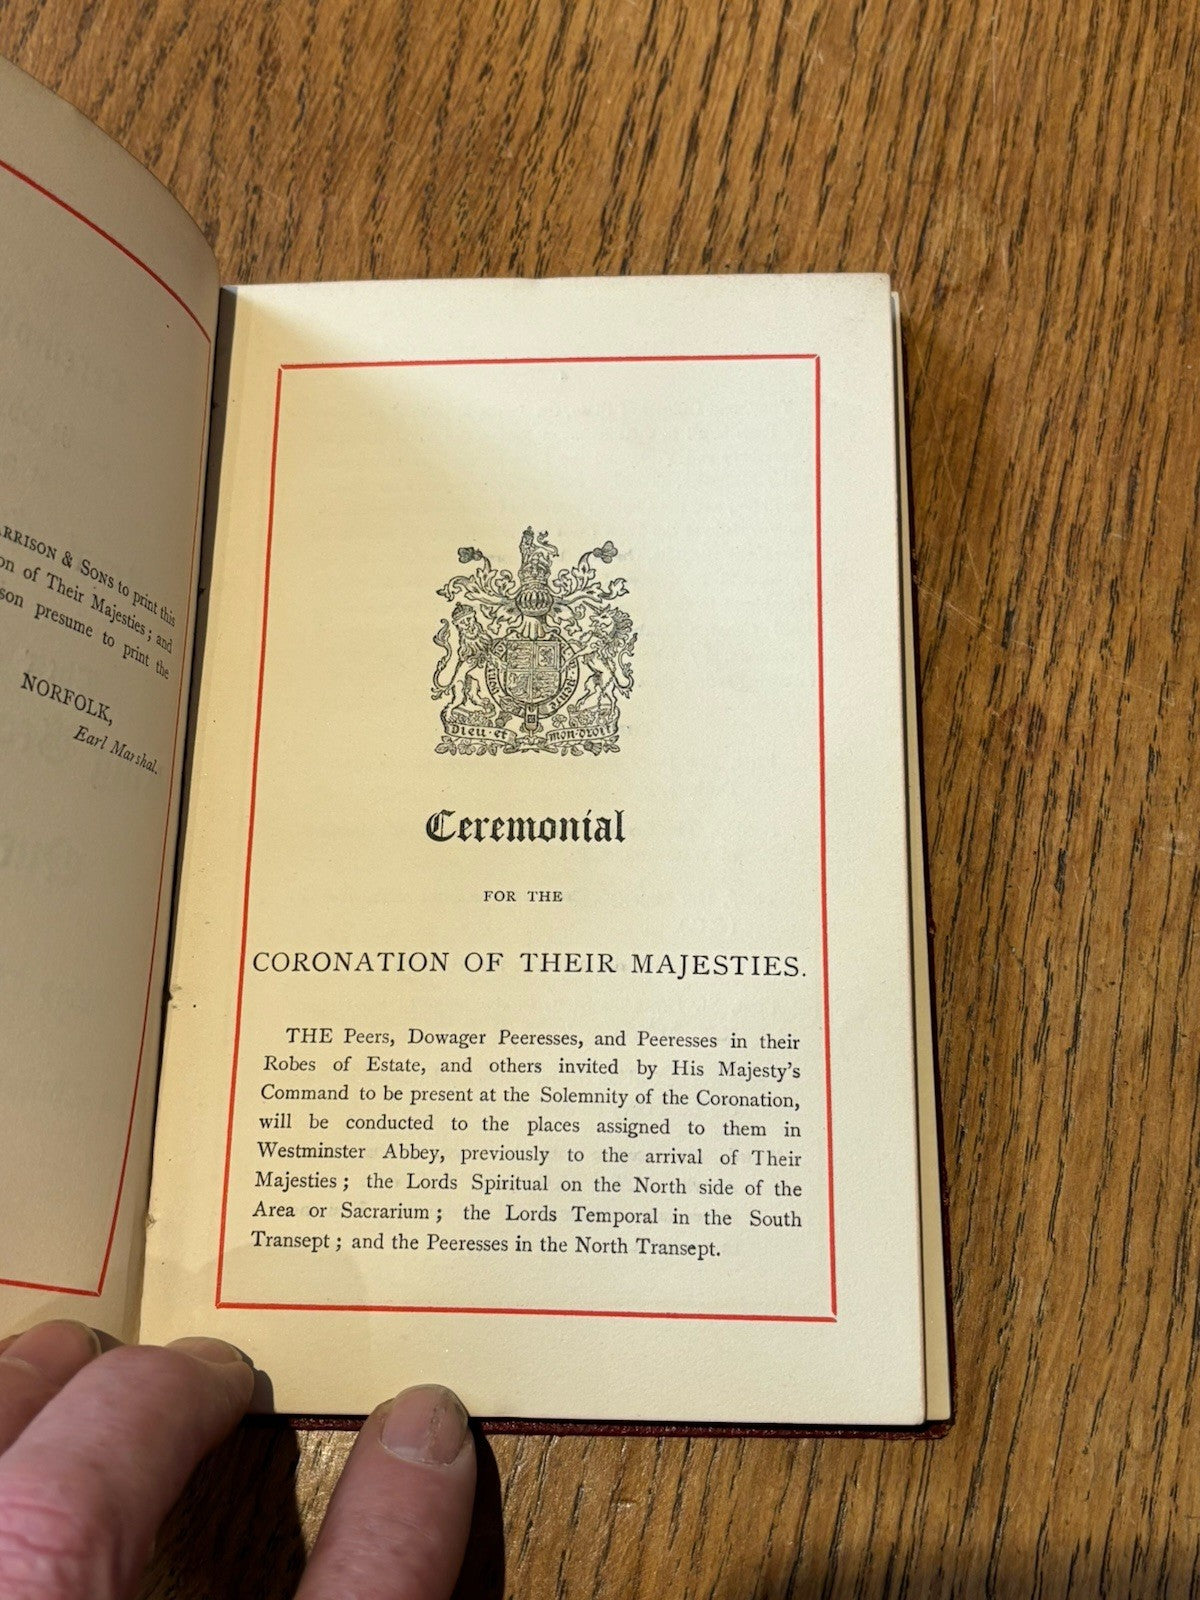 ARRISON & SONS to print this
on of Their Majesties; and
son presume to print the
NORFOLK,
Earl Marshal.
DIEU·et mon·DROIT
Ceremonial
FOR THE
CORONATION OF THEIR MAJESTIES.
THE Peers, Dowager Peeresses, and Peeresses in their
Robes of Estate, and others invited by His Majesty's
Command to be present at the Solemnity of the Coronation,
will be conducted to the places assigned to them in
Westminster Abbey, previously to the arrival of Their
Majesties; the Lords Spiritual on the North side of the
Area or Sacrarium; the Lords Temporal in the South
Transept; and the Peeresses in the North Transept.